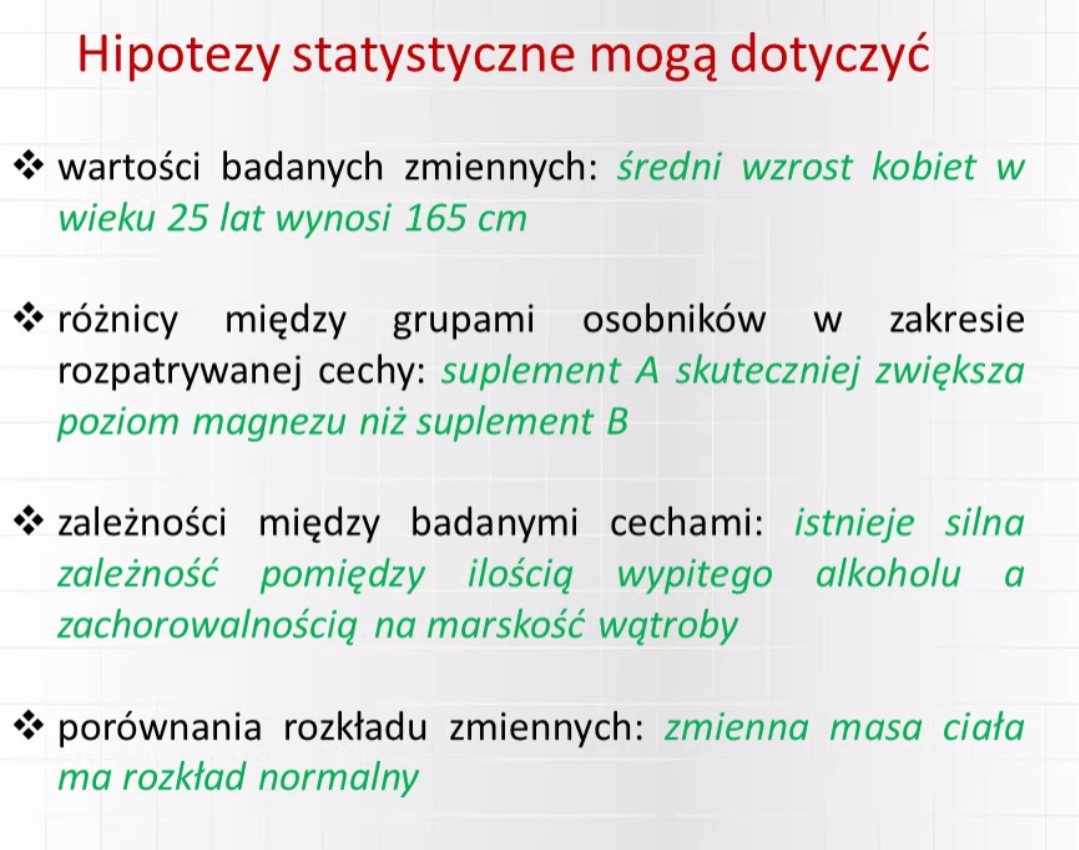 Hipotezy statystyczne mogą dotyczyć
❖ wartości badanych zmiennych: średni wzrost kobiet w
wieku 25 lat wynosi 165 cm
❖ różnicy między grupami osobników w zakresie
rozpatrywanej cechy: suplement A skuteczniej zwiększa
poziom magnezu niż suplement B
❖ zależności między badanymi cechami: istnieje silna
zależność pomiędzy ilością wypitego alkoholu a
zachorowalnością na marskość wątroby
❖ porównania rozkładu zmiennych: zmienna masa ciała
ma rozkład normalny